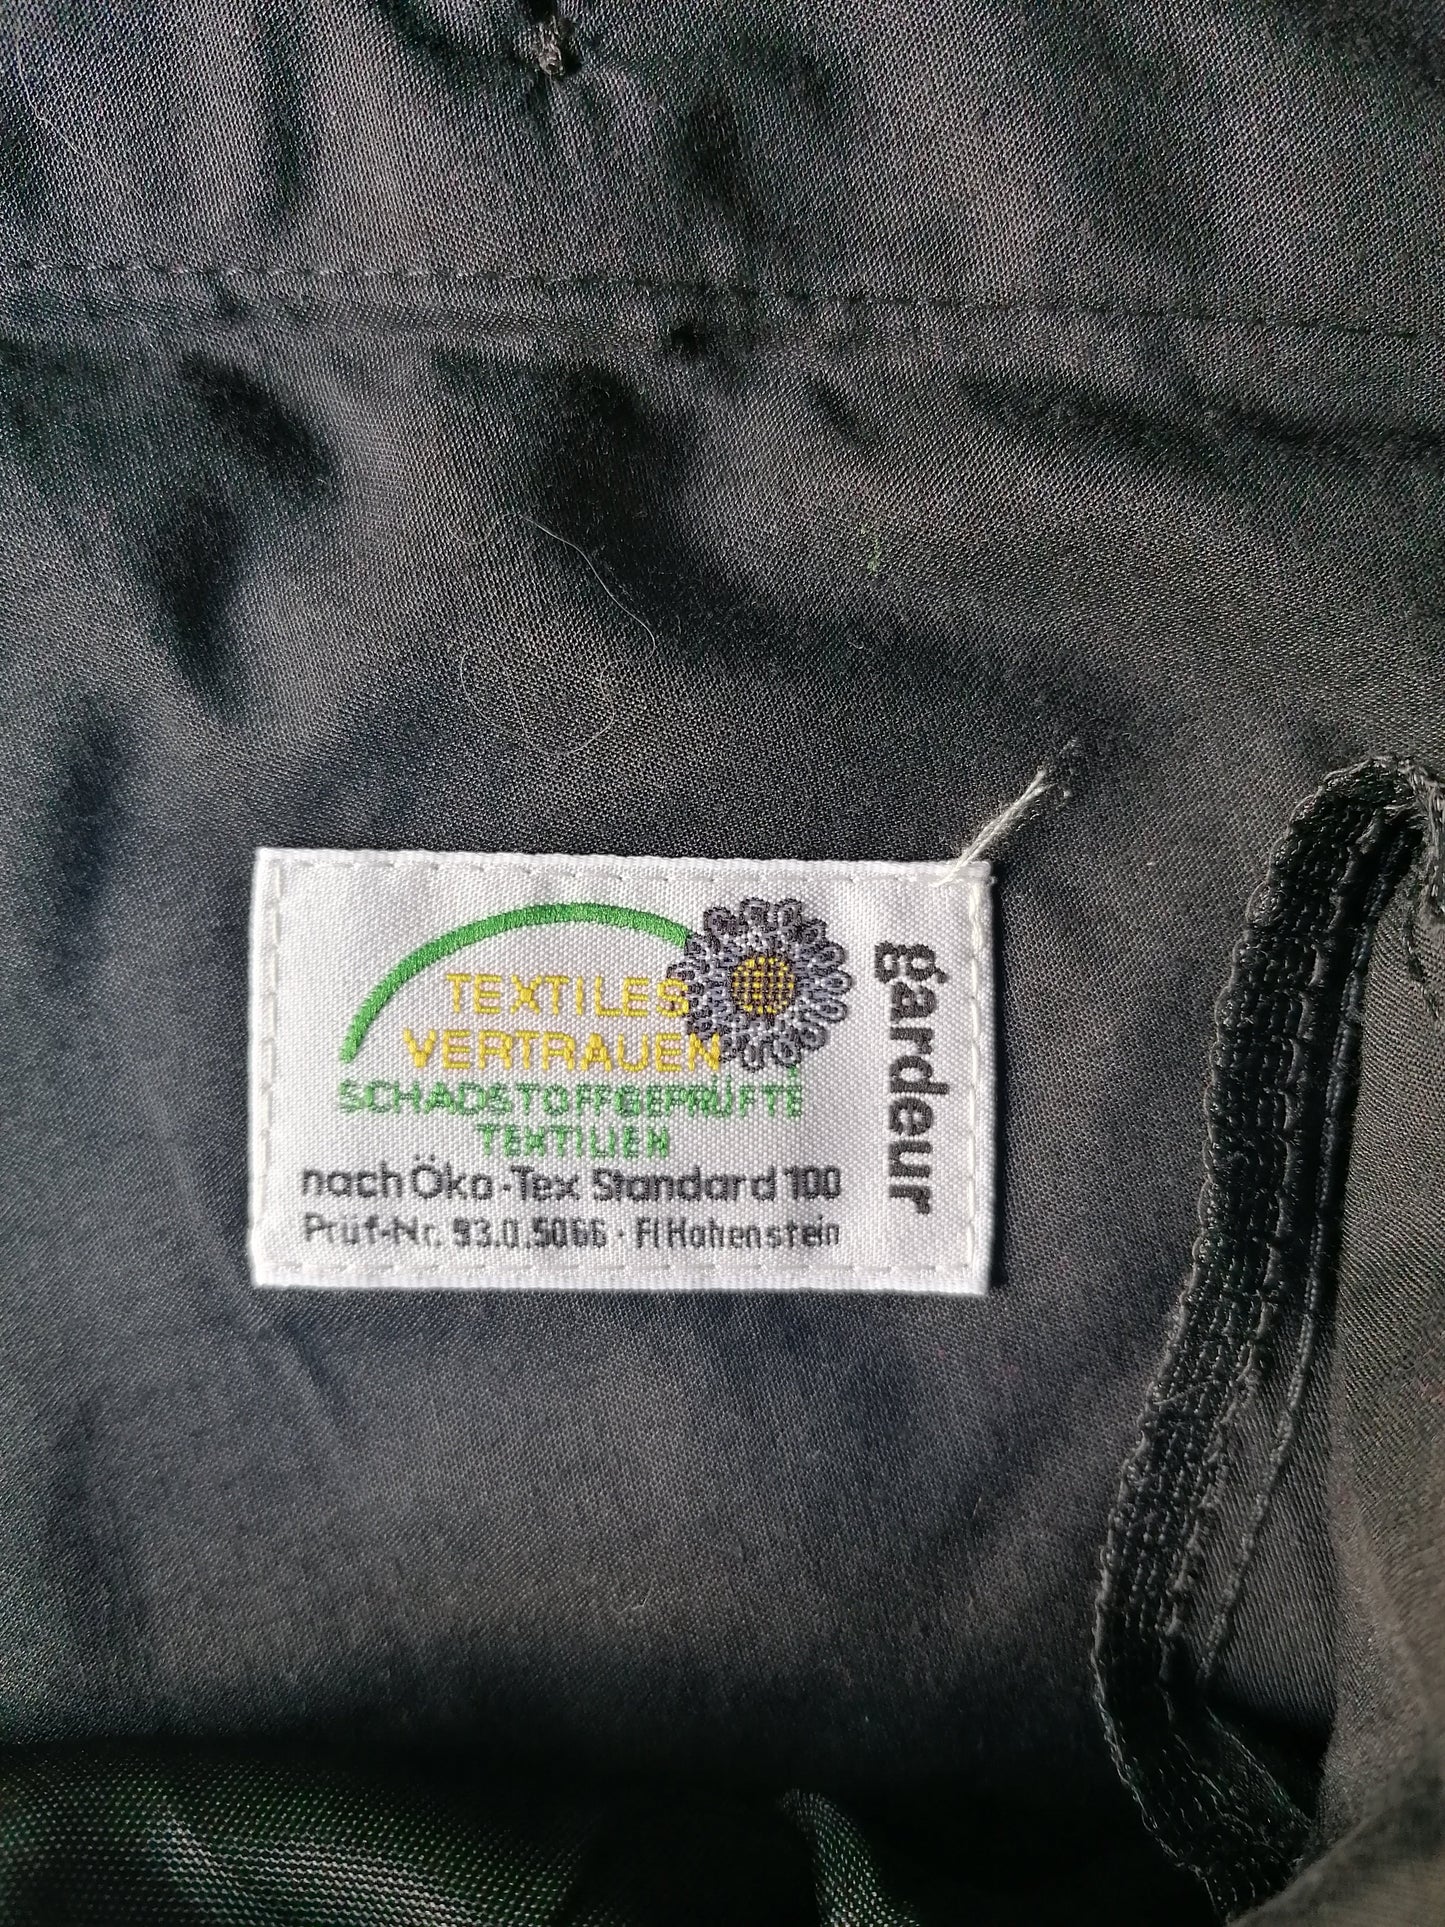 TEXTILES
VERTRAUEN
SCHADSTOFFGEPRÜFTE
TEXTILIEN
nach Öko-Tex Standard 100
Prüf-Nr. 93.0.5066 · FI Hohenstein
gardeur